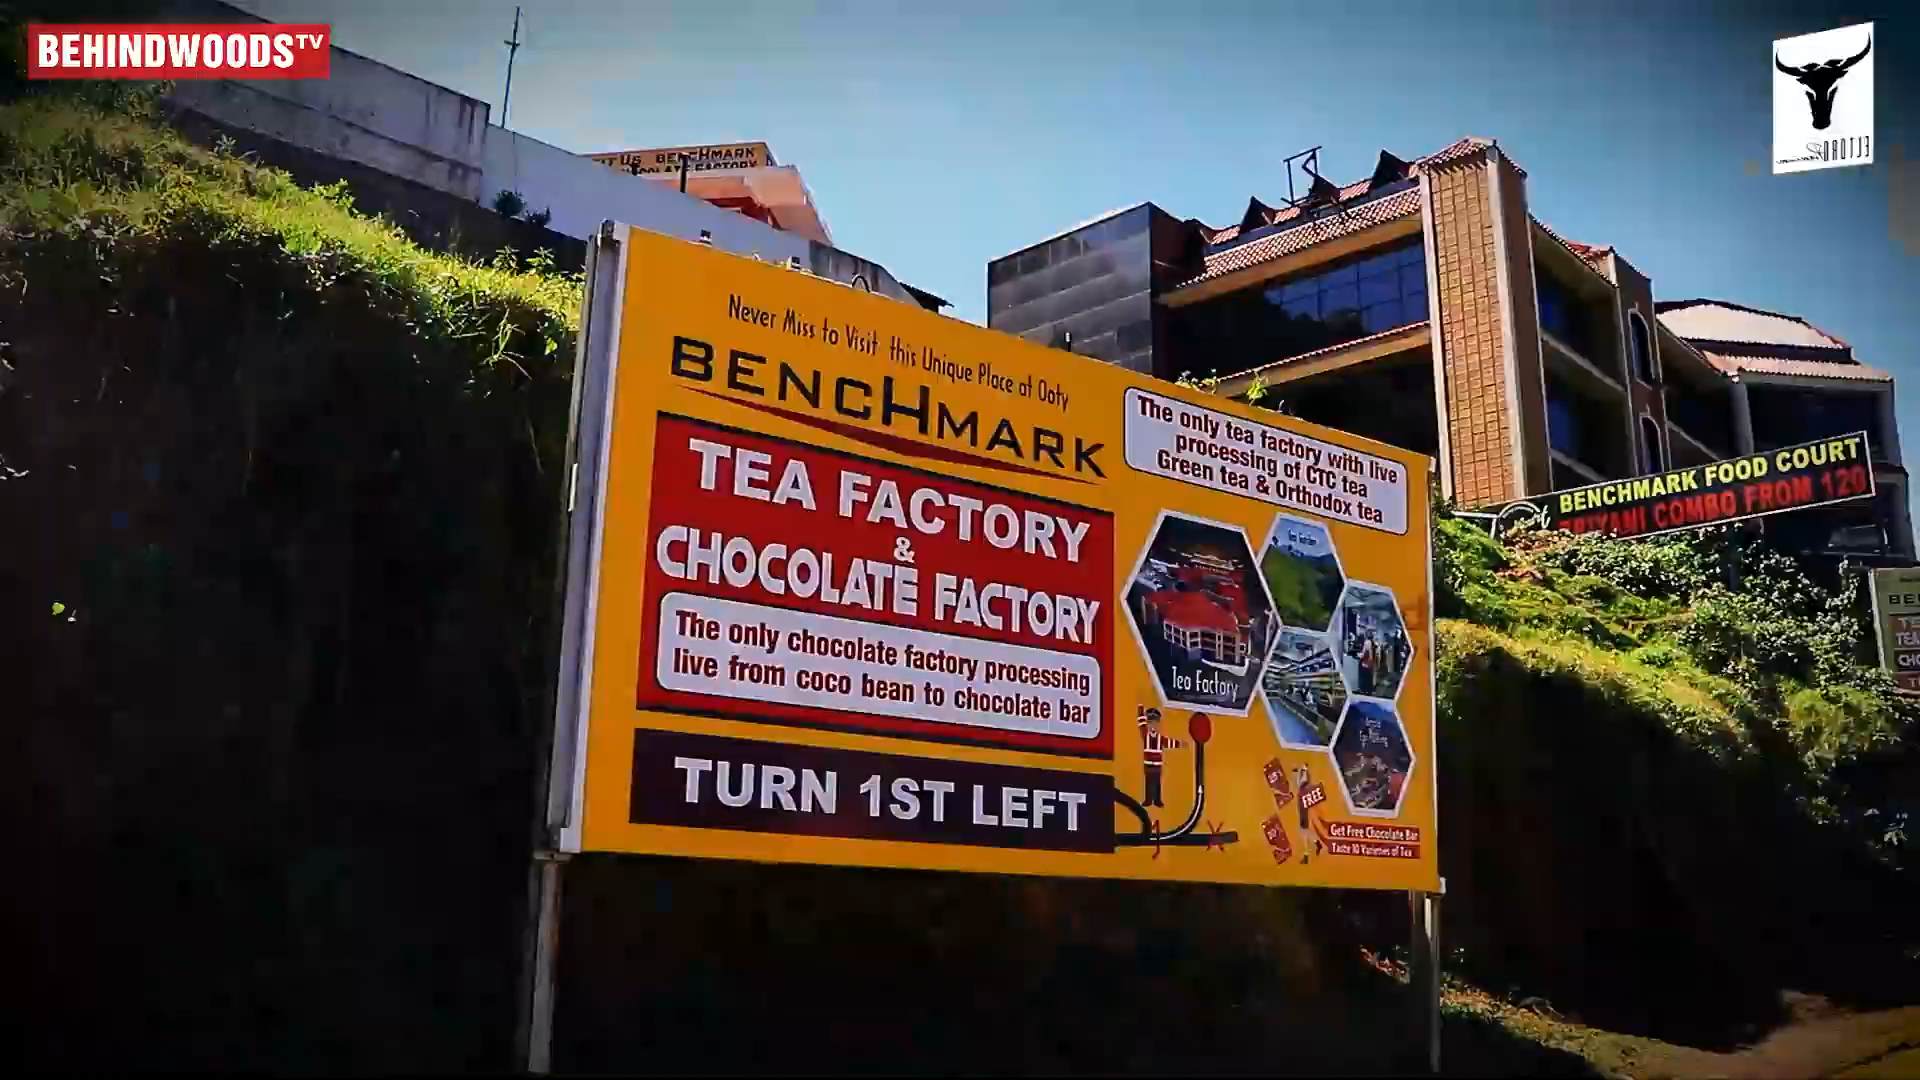 BEHINDWOODS TV
US BENCHMARK
FACTORY
Never Miss to Visit this Unique Place at Ooty
BENCHMARK
TEA FACTORY
&
CHOCOLATE FACTORY
The only chocolate factory processing
live from coco bean to chocolate bar
TURN 1ST LEFT
The only tea factory with live
processing of CTC tea
Green tea & Orthodox tea
Tea Factory
FREE
Get Free Chocolate Bar
Taste 10 Varieties of Tea
BENCHMARK FOOD COURT
COMBO FROM 120